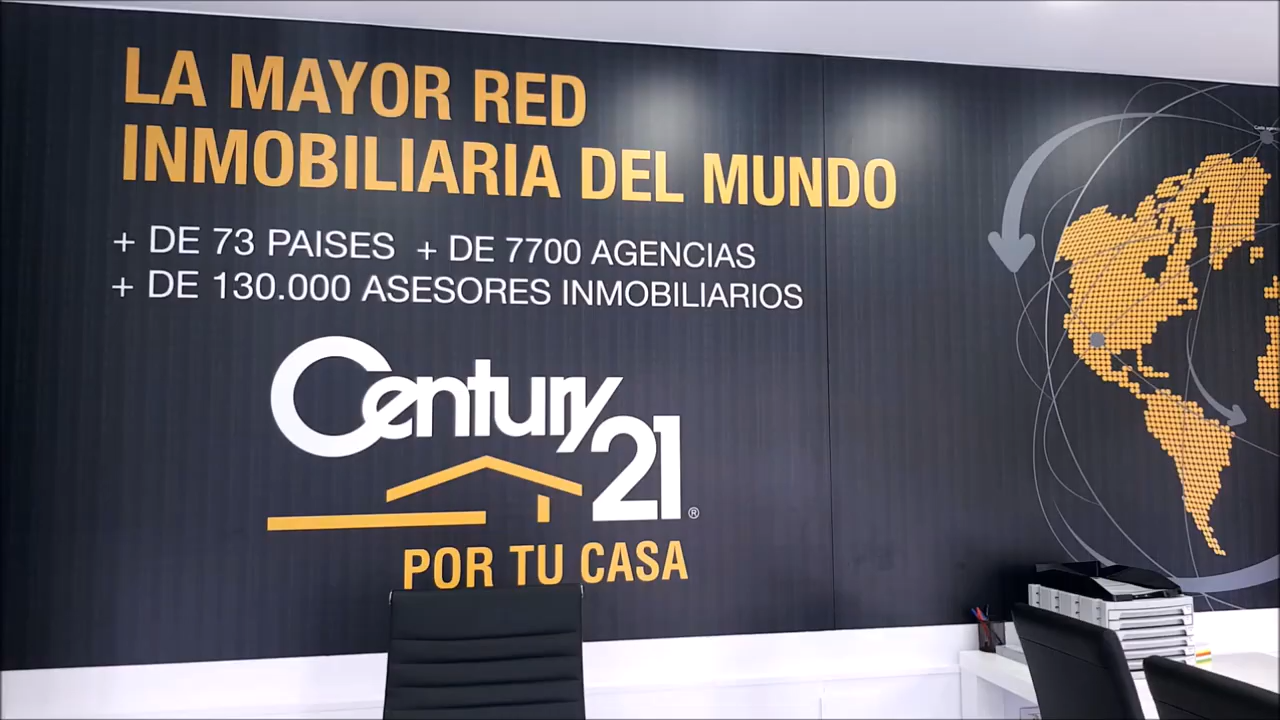 LA MAYOR RED
INMOBILIARIA DEL MUNDO
+ DE 73 PAISES + DE 7700 AGENCIAS
+ DE 130.000 ASESORES INMOBILIARIOS
Century
21®
POR TU CASA